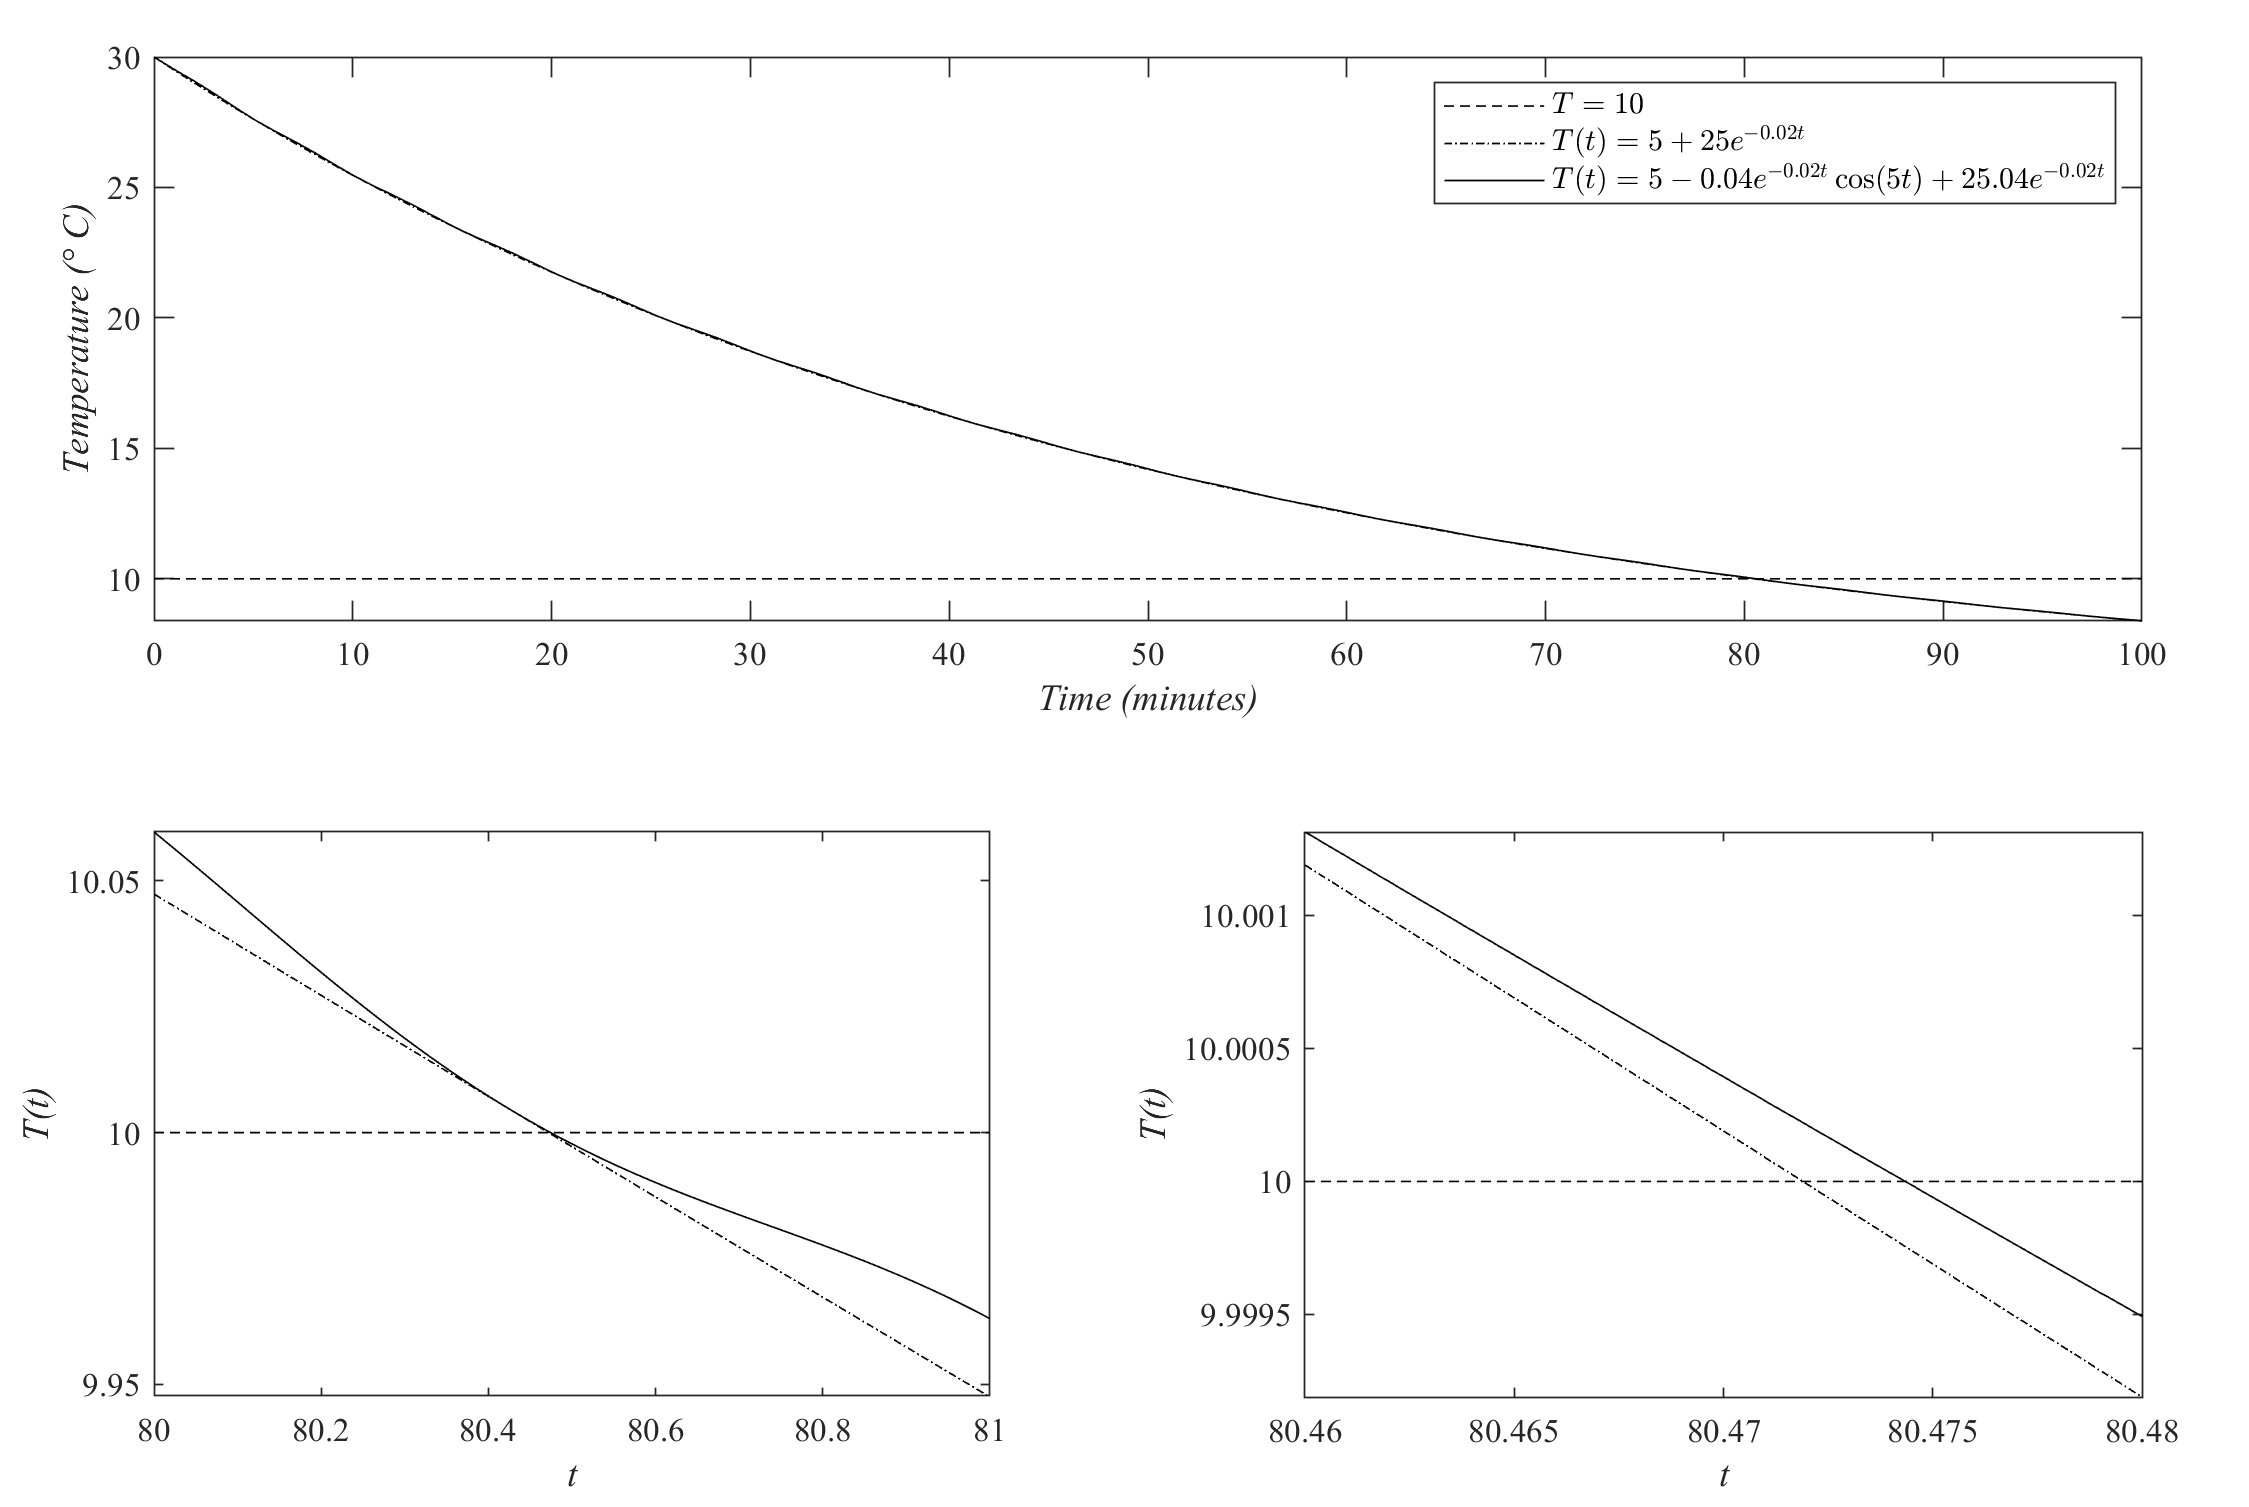 30
25
20
15
10
Temperature (° C)
T = 10
T(t) = 5 + 25e^{-0.02t}
T(t) = 5 − 0.04e^{-0.02t} cos(5t) + 25.04e^{-0.02t}
0 10 20 30 40 50 60 70 80 90 100
Time (minutes)
10.05
10
9.95
T(t)
80 80.2 80.4 80.6 80.8 81
t
10.001
10.0005
10
9.9995
T(t)
80.46 80.465 80.47 80.475 80.48
t